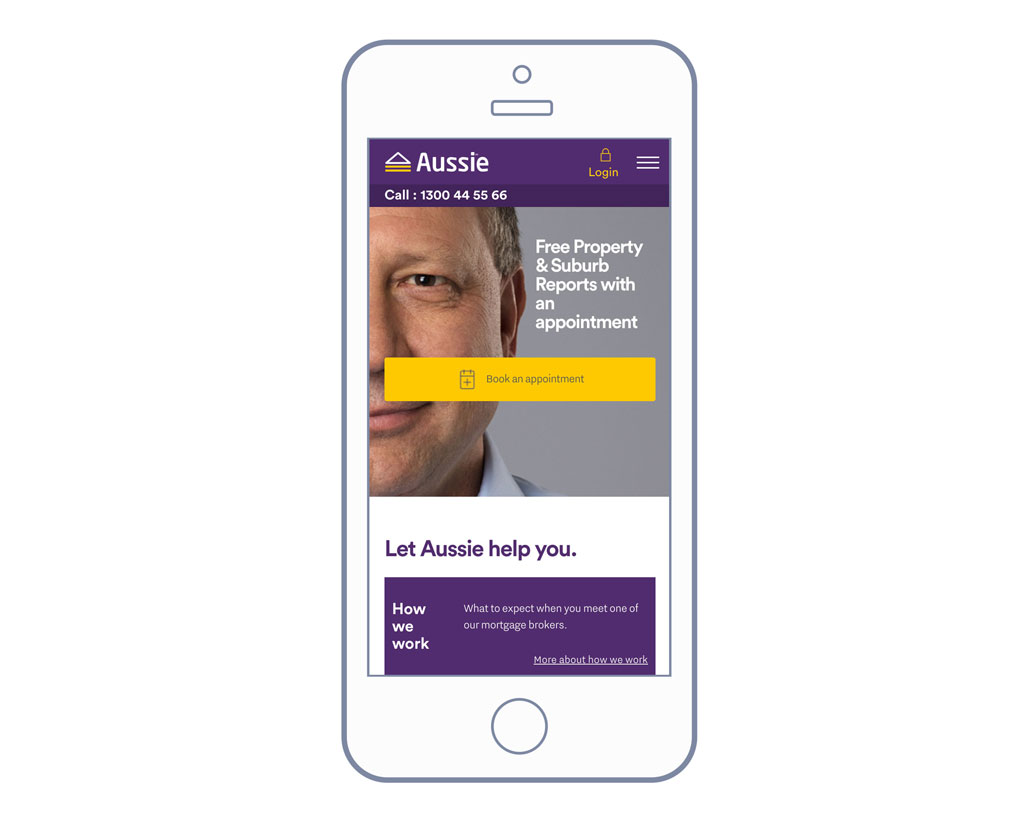 Aussie
Login
Call : 1300 44 55 66
Free Property
& Suburb
Reports with
an
appointment
Book an appointment
Let Aussie help you.
How
we
work
What to expect when you meet one of
our mortgage brokers.
More about how we work